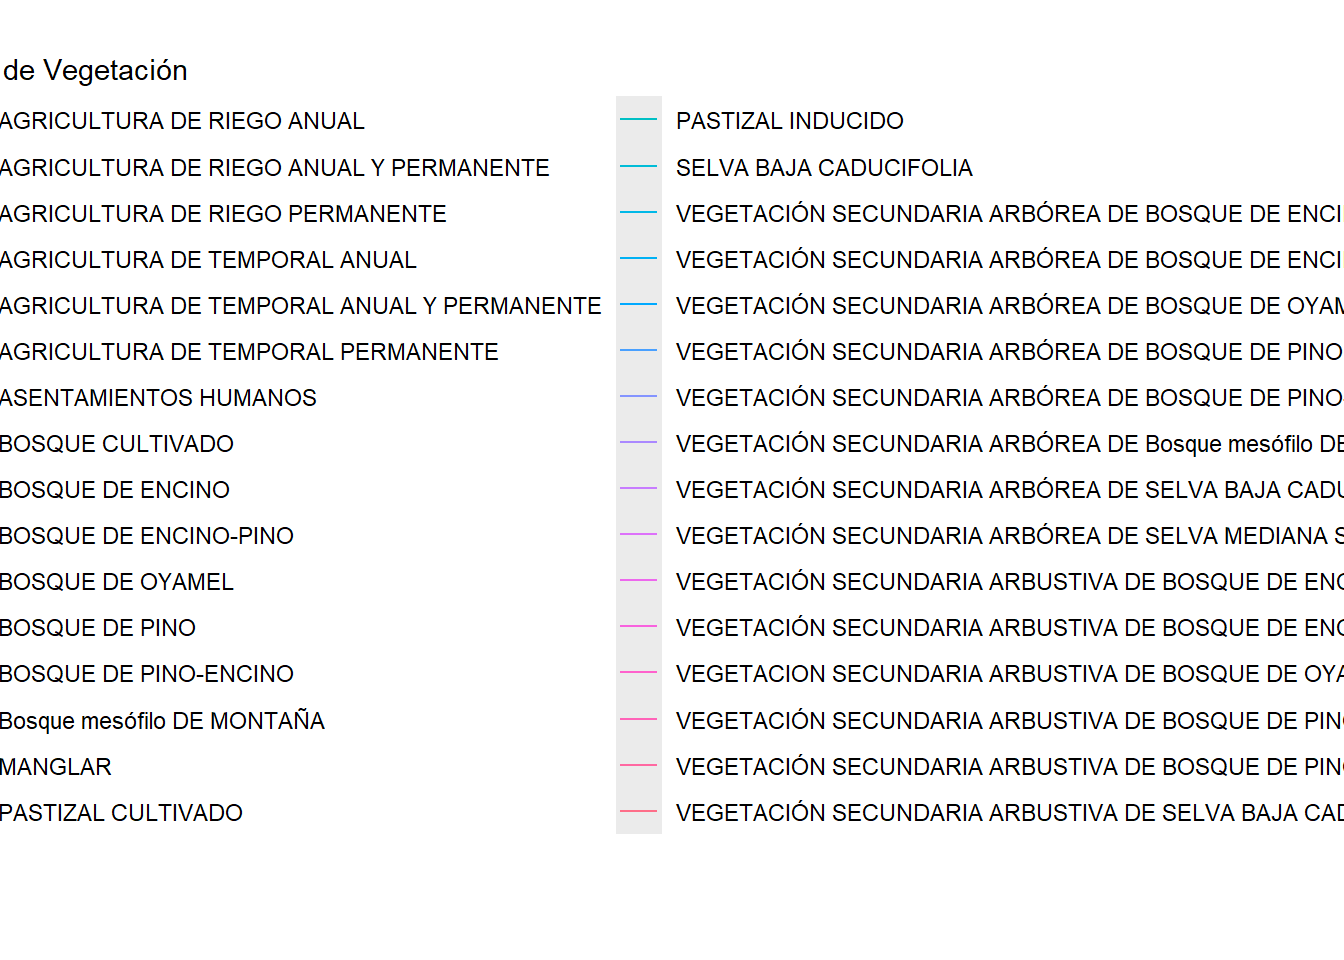 de Vegetación
AGRICULTURA DE RIEGO ANUAL
AGRICULTURA DE RIEGO ANUAL Y PERMANENTE
AGRICULTURA DE RIEGO PERMANENTE
AGRICULTURA DE TEMPORAL ANUAL
AGRICULTURA DE TEMPORAL ANUAL Y PERMANENTE
AGRICULTURA DE TEMPORAL PERMANENTE
ASENTAMIENTOS HUMANOS
BOSQUE CULTIVADO
BOSQUE DE ENCINO
BOSQUE DE ENCINO-PINO
BOSQUE DE OYAMEL
BOSQUE DE PINO
BOSQUE DE PINO-ENCINO
Bosque mesófilo DE MONTAÑA
MANGLAR
PASTIZAL CULTIVADO
PASTIZAL INDUCIDO
SELVA BAJA CADUCIFOLIA
VEGETACIÓN SECUNDARIA ARBÓREA DE BOSQUE DE ENCI
VEGETACIÓN SECUNDARIA ARBÓREA DE BOSQUE DE ENCI
VEGETACIÓN SECUNDARIA ARBÓREA DE BOSQUE DE OYAM
VEGETACIÓN SECUNDARIA ARBÓREA DE BOSQUE DE PINO
VEGETACIÓN SECUNDARIA ARBÓREA DE BOSQUE DE PINO
VEGETACIÓN SECUNDARIA ARBÓREA DE Bosque mesófilo DE
VEGETACIÓN SECUNDARIA ARBÓREA DE SELVA BAJA CADU
VEGETACIÓN SECUNDARIA ARBÓREA DE SELVA MEDIANA S
VEGETACIÓN SECUNDARIA ARBUSTIVA DE BOSQUE DE ENC
VEGETACIÓN SECUNDARIA ARBUSTIVA DE BOSQUE DE ENC
VEGETACION SECUNDARIA ARBUSTIVA DE BOSQUE DE OYA
VEGETACIÓN SECUNDARIA ARBUSTIVA DE BOSQUE DE PIN
VEGETACIÓN SECUNDARIA ARBUSTIVA DE BOSQUE DE PIN
VEGETACIÓN SECUNDARIA ARBUSTIVA DE SELVA BAJA CAD